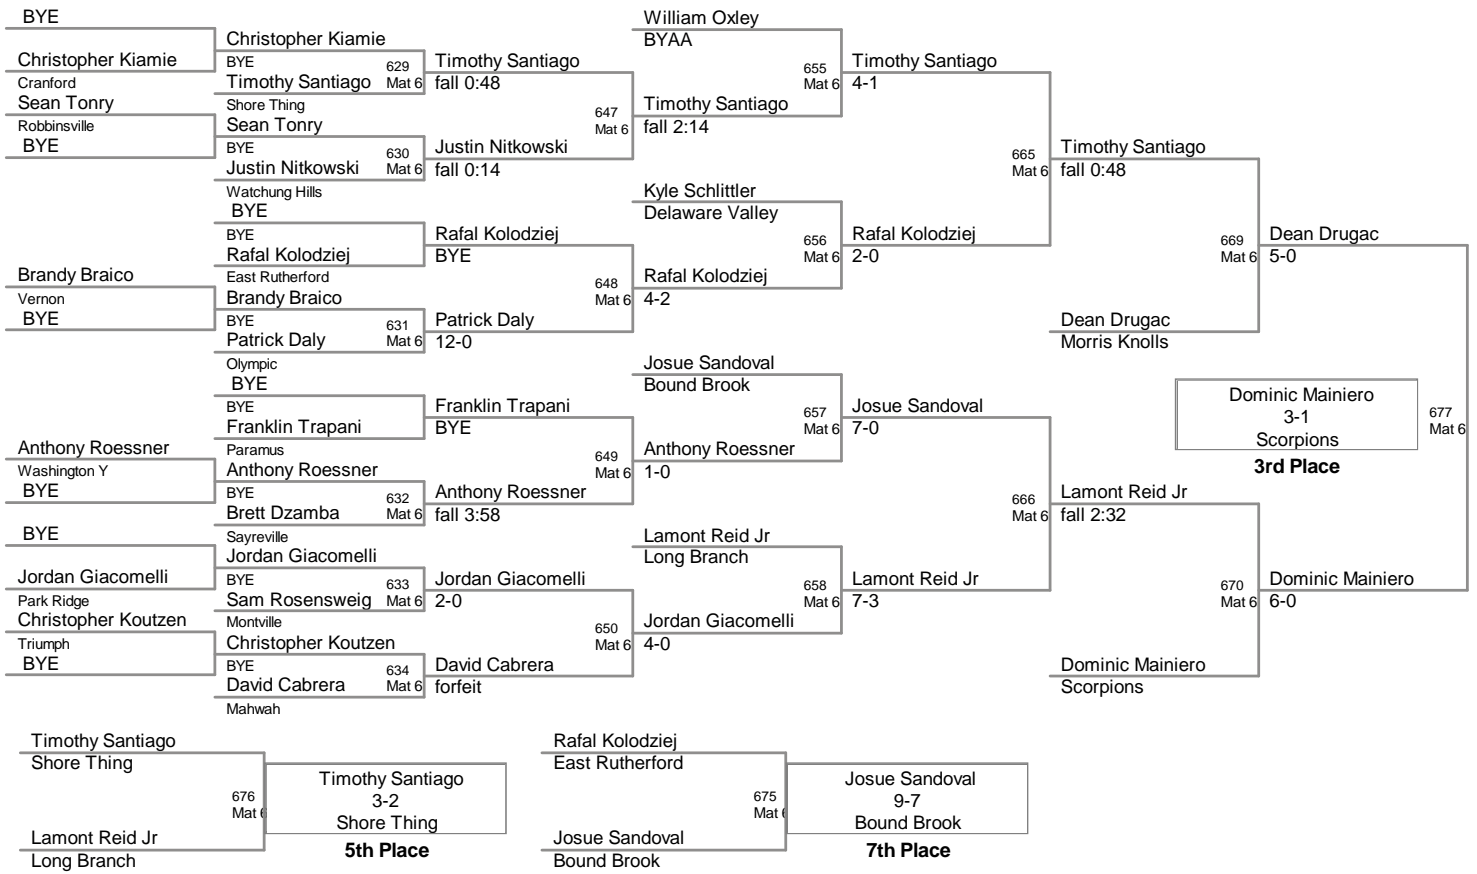 BYE
Christopher Kiamie
Cranford
Sean Tonry
Robbinsville
BYE
Brandy Braico
Vernon
BYE
Anthony Roessner
Washington Y
BYE
BYE
Jordan Giacomelli
Park Ridge
Christopher Koutzen
Triumph
BYE
Christopher Kiamie
BYE
629
Timothy Santiago
Mat 6
Shore Thing
Sean Tonry
BYE
630
Justin Nitkowski
Mat 6
Watchung Hills
BYE
BYE
Rafal Kolodziej
East Rutherford
Brandy Braico
BYE
631
Patrick Daly
Mat 6
Olympic
BYE
BYE
Franklin Trapani
Paramus
Anthony Roessner
BYE
632
Brett Dzamba
Mat 6
Sayreville
Jordan Giacomelli
BYE
633
Sam Rosensweig
Mat 6
Montville
Christopher Koutzen
BYE
634
David Cabrera
Mat 6
Mahwah
Timothy Santiago
fall 0:48
647
Mat 6
Justin Nitkowski
fall 0:14
Rafal Kolodziej
BYE
648
Mat 6
Patrick Daly
12-0
Franklin Trapani
BYE
649
Mat 6
Anthony Roessner
fall 3:58
Jordan Giacomelli
2-0
650
Mat 6
David Cabrera
forfeit
William Oxley
BYAA
655
Mat 6
Timothy Santiago
fall 2:14
Kyle Schlittler
Delaware Valley
656
Mat 6
Rafal Kolodziej
4-2
Josue Sandoval
Bound Brook
657
Mat 6
Anthony Roessner
1-0
Lamont Reid Jr
Long Branch
658
Mat 6
Jordan Giacomelli
4-0
Timothy Santiago
4-1
665
Mat 6
Rafal Kolodziej
2-0
Josue Sandoval
7-0
666
Mat 6
Lamont Reid Jr
7-3
Timothy Santiago
fall 0:48
669
Mat 6
Dean Drugac
Morris Knolls
Lamont Reid Jr
fall 2:32
670
Mat 6
Dominic Mainiero
Scorpions
Dean Drugac
5-0
Dominic Mainiero
3-1
Scorpions
3rd Place
677
Mat 6
Dominic Mainiero
6-0
Timothy Santiago
Shore Thing
676
Mat 6
Lamont Reid Jr
Long Branch
Timothy Santiago
3-2
Shore Thing
5th Place
Rafal Kolodziej
East Rutherford
675
Mat 6
Josue Sandoval
Bound Brook
Josue Sandoval
9-7
Bound Brook
7th Place